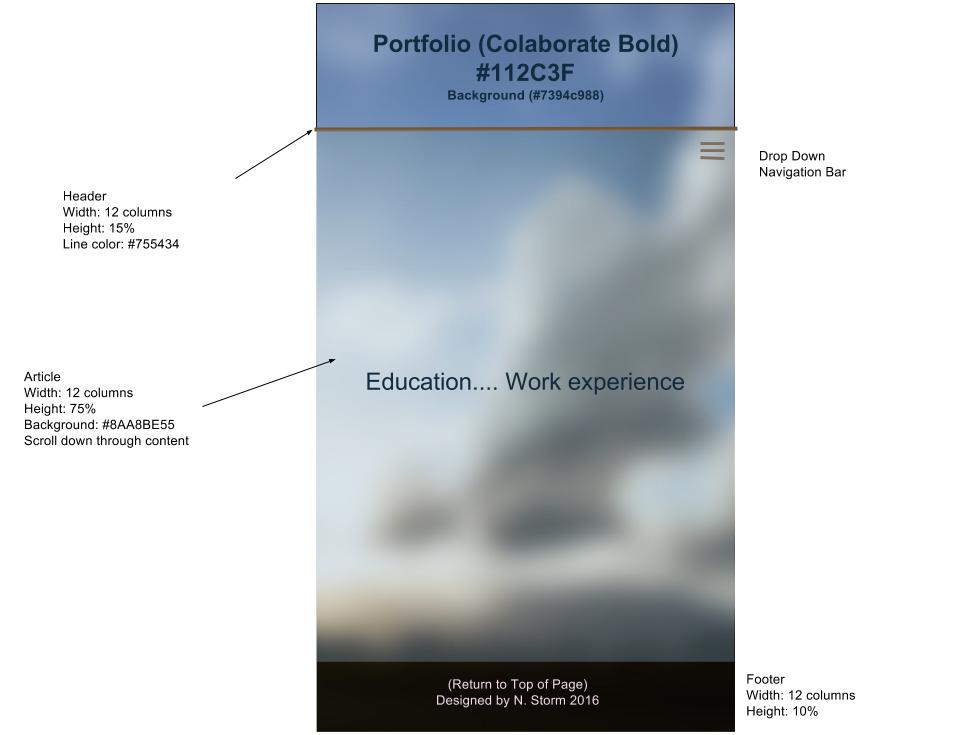 Portfolio (Colaborate Bold)
#112C3F
Background (#7394c988)
Drop Down
Navigation Bar
Header
Width: 12 columns
Height: 15%
Line color: #755434
Article
Width: 12 columns
Height: 75%
Background: #8AA8BE55
Scroll down through content
Education.... Work experience
(Return to Top of Page)
Designed by N. Storm 2016
Footer
Width: 12 columns
Height: 10%